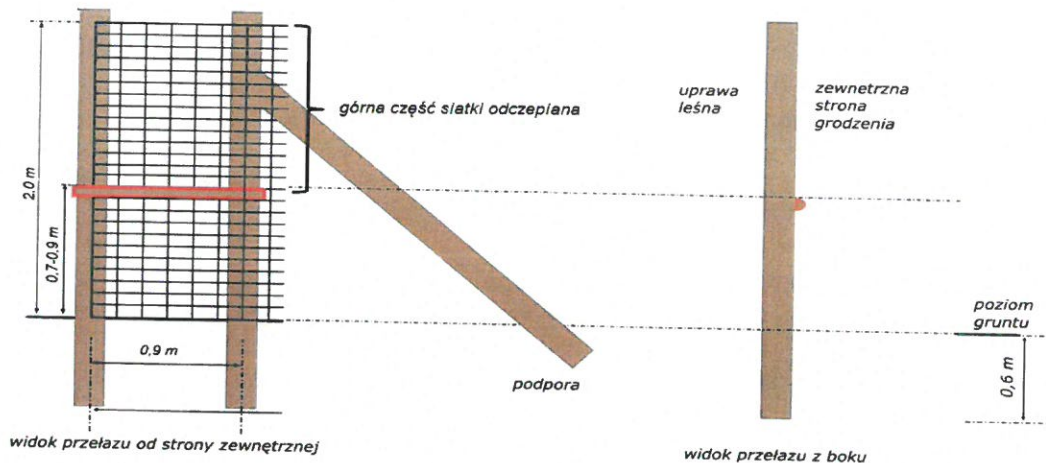 2.0 m
0,7-0,9 m
0,9 m
górna część siatki odczepiana
podpora
widok przełazu od strony zewnętrznej
uprawa
leśna
zewnetrzna
strona
grodzenia
poziom
gruntu
0,6 m
widok przełazu z boku